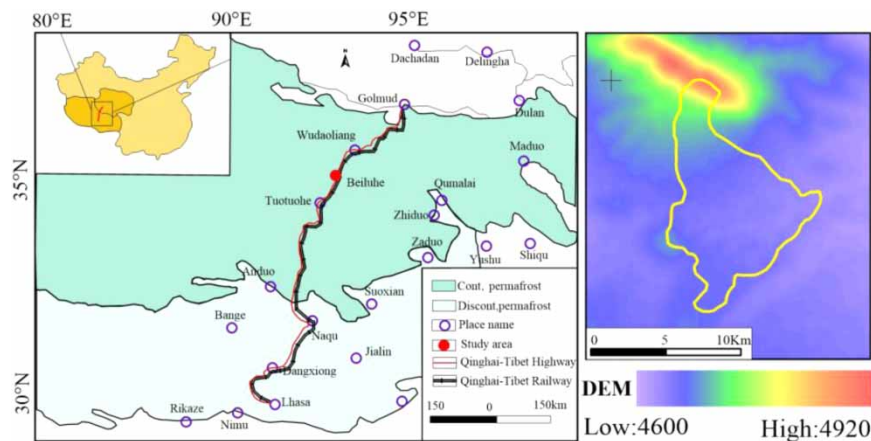 80°E
90°E
95°E
35°N
30°N
N
Dachadan
Delingha
Golmud
Dulan
Wudaoliang
Maduo
Beiluhe
Qumalai
Tuotuohe
Zhiduo
Zaduo
Yushu
Shiqu
Anduo
Suoxian
Bange
Naqu
Jialin
Dangxiong
Lhasa
Rikaze
Nimu
Cont. permafrost
Discont.permafrost
Place name
Study area
Qinghai-Tibet Highway
Qinghai-Tibet Railway
150 0 150km
0 5 10Km
DEM
Low:4600 High:4920